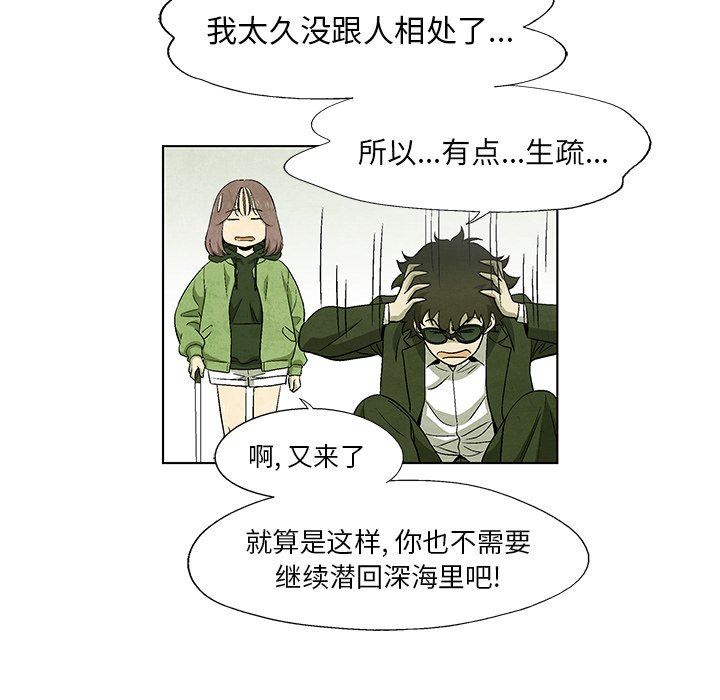 我太久没跟人相处了...
所以...有点...生疏...
啊, 又来了
就算是这样, 你也不需要
继续潜回深海里吧!